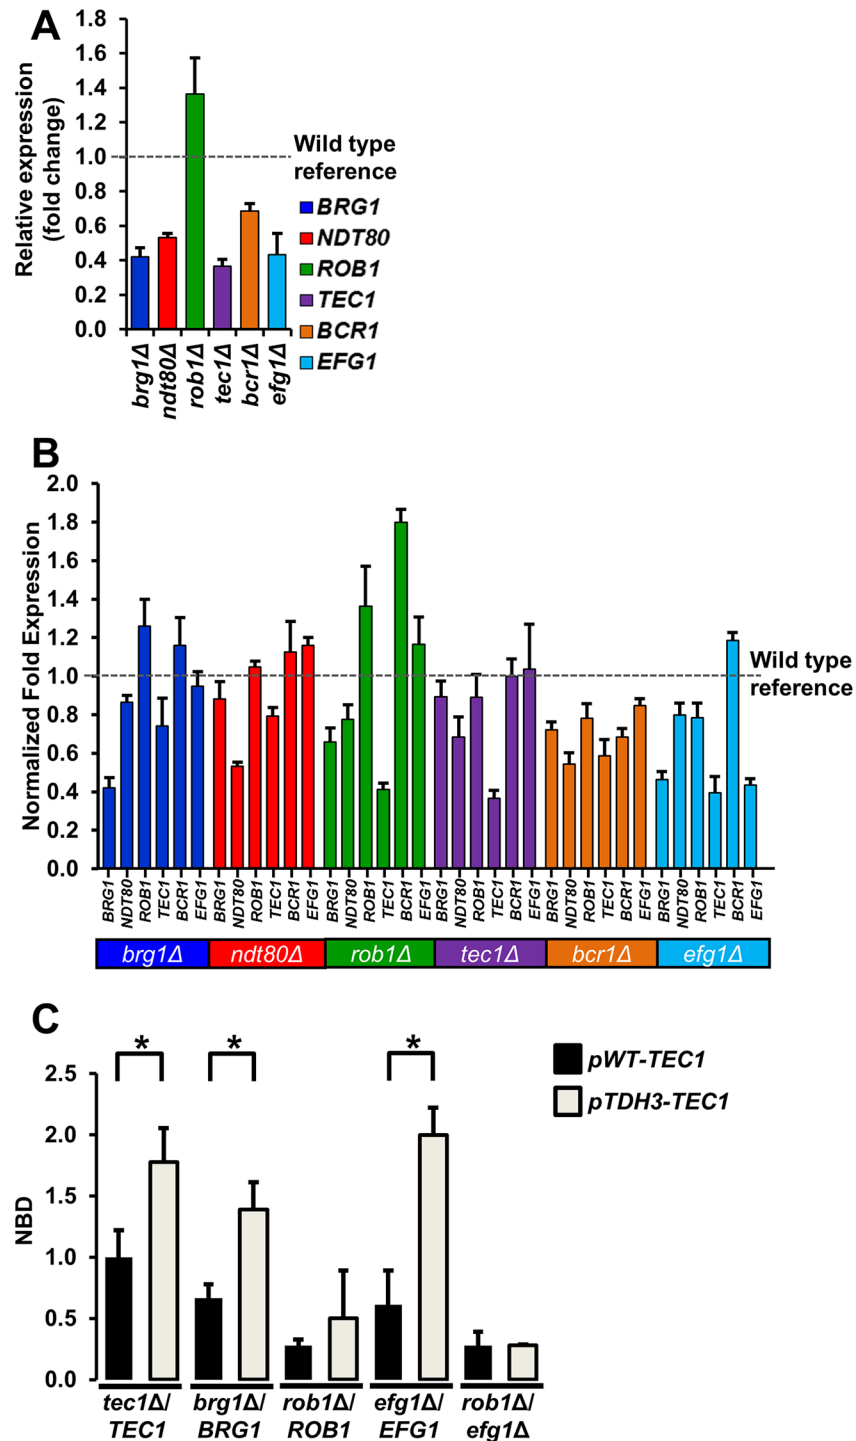 A
Relative expression
(fold change)
1.8
1.6
1.4
1.2
1.0
0.8
0.6
0.4
0.2
0.0
Wild type
reference
BRG1
NDT80
ROB1
TEC1
BCR1
EFG1
brg1Δ
ndt80Δ
rob1Δ
tec1Δ
bcr1Δ
efg1Δ
B
Normalized Fold Expression
2.0
1.8
1.6
1.4
1.2
1.0
0.8
0.6
0.4
0.2
0.0
Wild type
reference
BRG1 NDT80 ROB1 TEC1 BCR1 EFG1 BRG1 NDT80 ROB1 TEC1 BCR1 EFG1 BRG1 NDT80 ROB1 TEC1 BCR1 EFG1 BRG1 NDT80 ROB1 TEC1 BCR1 EFG1 BRG1 NDT80 ROB1 TEC1 BCR1 EFG1 BRG1 NDT80 ROB1 TEC1 BCR1 EFG1
brg1Δ ndt80Δ rob1Δ tec1Δ bcr1Δ efg1Δ
C
* * *
pWT-TEC1
pTDH3-TEC1
NBD
2.5
2.0
1.5
1.0
0.5
0.0
tec1Δ/ brg1Δ/ rob1Δ/ efg1Δ/ rob1Δ/
TEC1 BRG1 ROB1 EFG1 efg1Δ